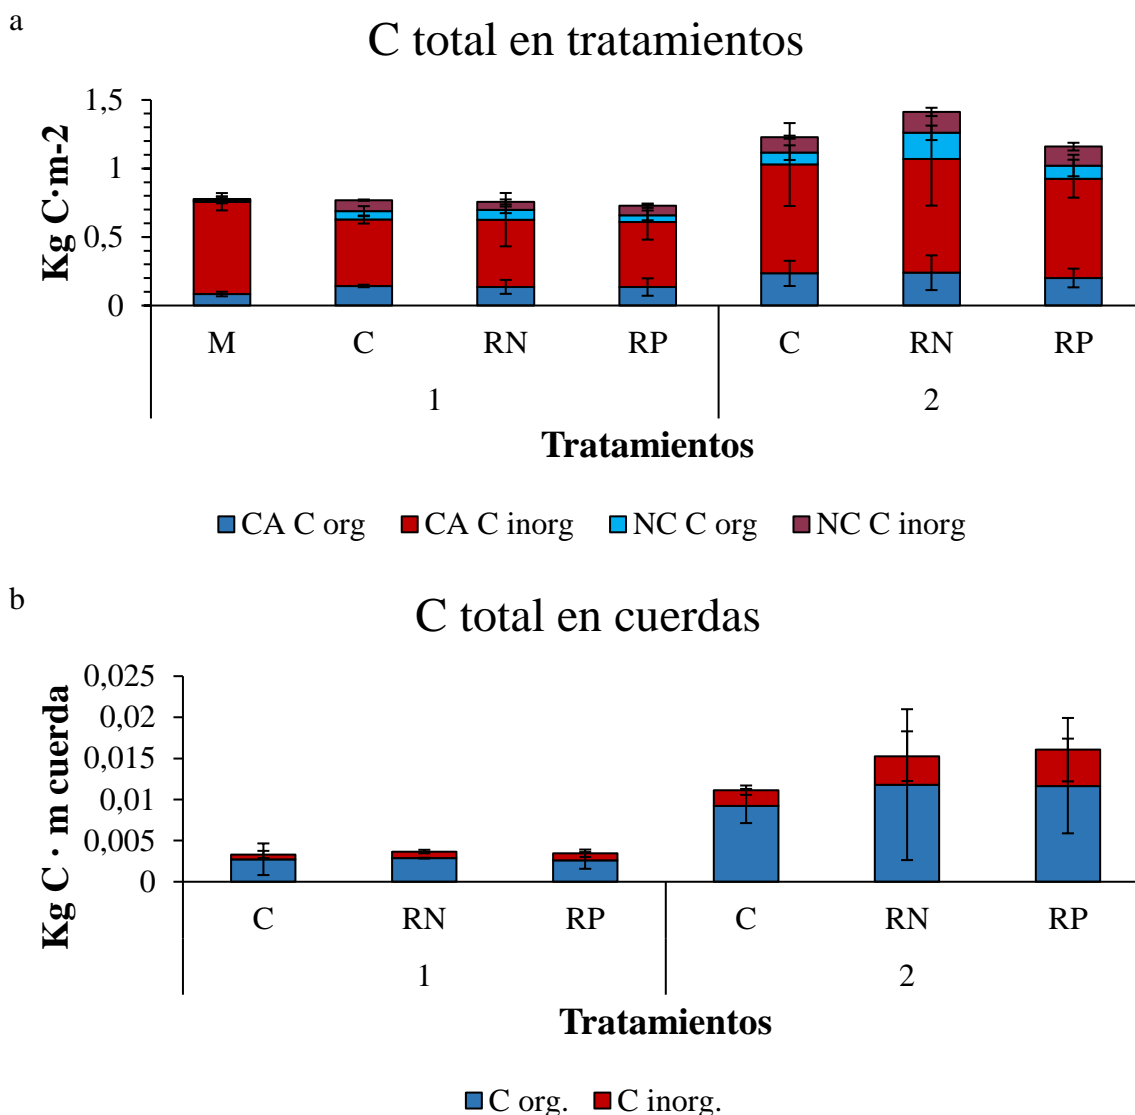 a
C total en tratamientos
Kg C·m-2
1,5
1
0,5
0
M C RN RP C RN RP
1 2
Tratamientos
CA C org CA C inorg NC C org NC C inorg
b
C total en cuerdas
Kg C · m cuerda
0,025
0,02
0,015
0,01
0,005
0
C RN RP C RN RP
1 2
Tratamientos
C org. C inorg.